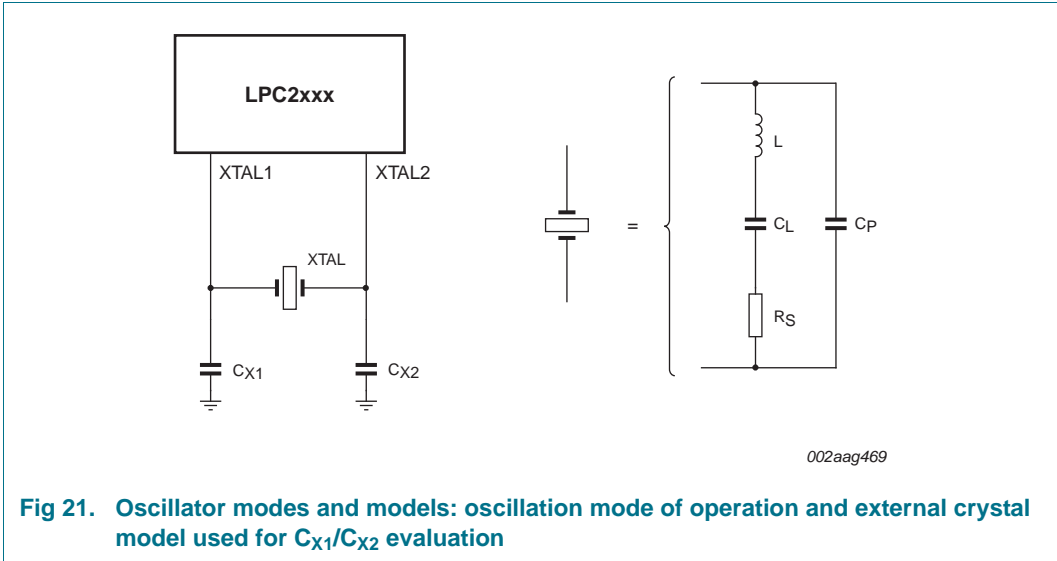 LPC2xxx
XTAL1
XTAL2
XTAL
CX1
CX2
=
L
CL
CP
RS
002aag469
Fig 21. Oscillator modes and models: oscillation mode of operation and external crystal
model used for CX1/CX2 evaluation